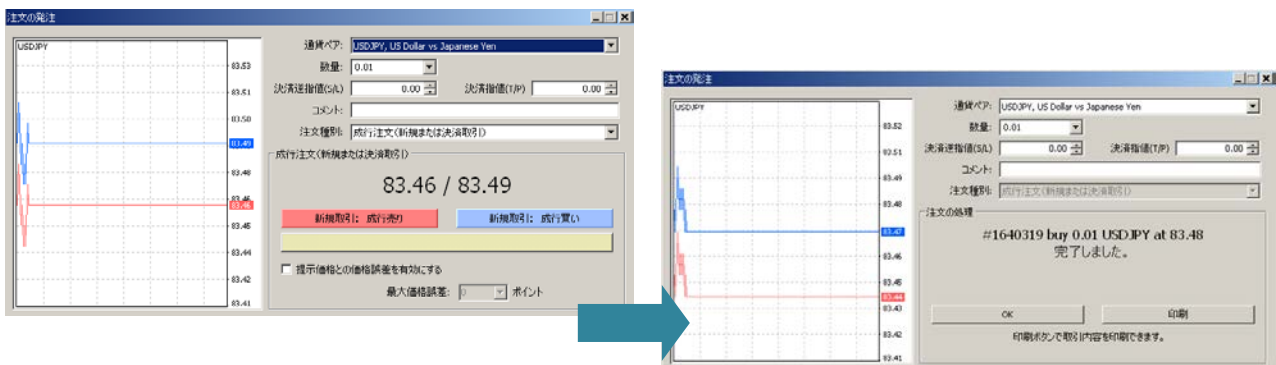 注文の発注
USDJPY
83.53
83.51
83.50
83.49
83.48
83.46
83.46
83.45
83.44
83.42
83.41
通貨ペア: USDJPY, US Dollar vs Japanese Yen
数量: 0.01
決済逆指値(S/L) 0.00 決済指値(T/P) 0.00
コメント:
注文種別: 成行注文(新規または決済取引)
成行注文(新規または決済取引)
83.46 / 83.49
新規取引: 成行売り 新規取引: 成行買い
提示価格との価格誤差を有効にする
最大価格誤差: 0 ポイント
注文の発注
USDJPY
83.52
83.51
83.49
83.48
83.47
83.46
83.45
83.44
83.43
83.42
83.41
通貨ペア: USDJPY, US Dollar vs Japanese Yen
数量: 0.01
決済逆指値(S/L) 0.00 決済指値(T/P) 0.00
コメント:
注文種別: 成行注文(新規または決済取引)
注文の処理
#1640319 buy 0.01 USDJPY at 83.48
完了しました。
OK 印刷
印刷ボタンで取引内容を印刷できます。